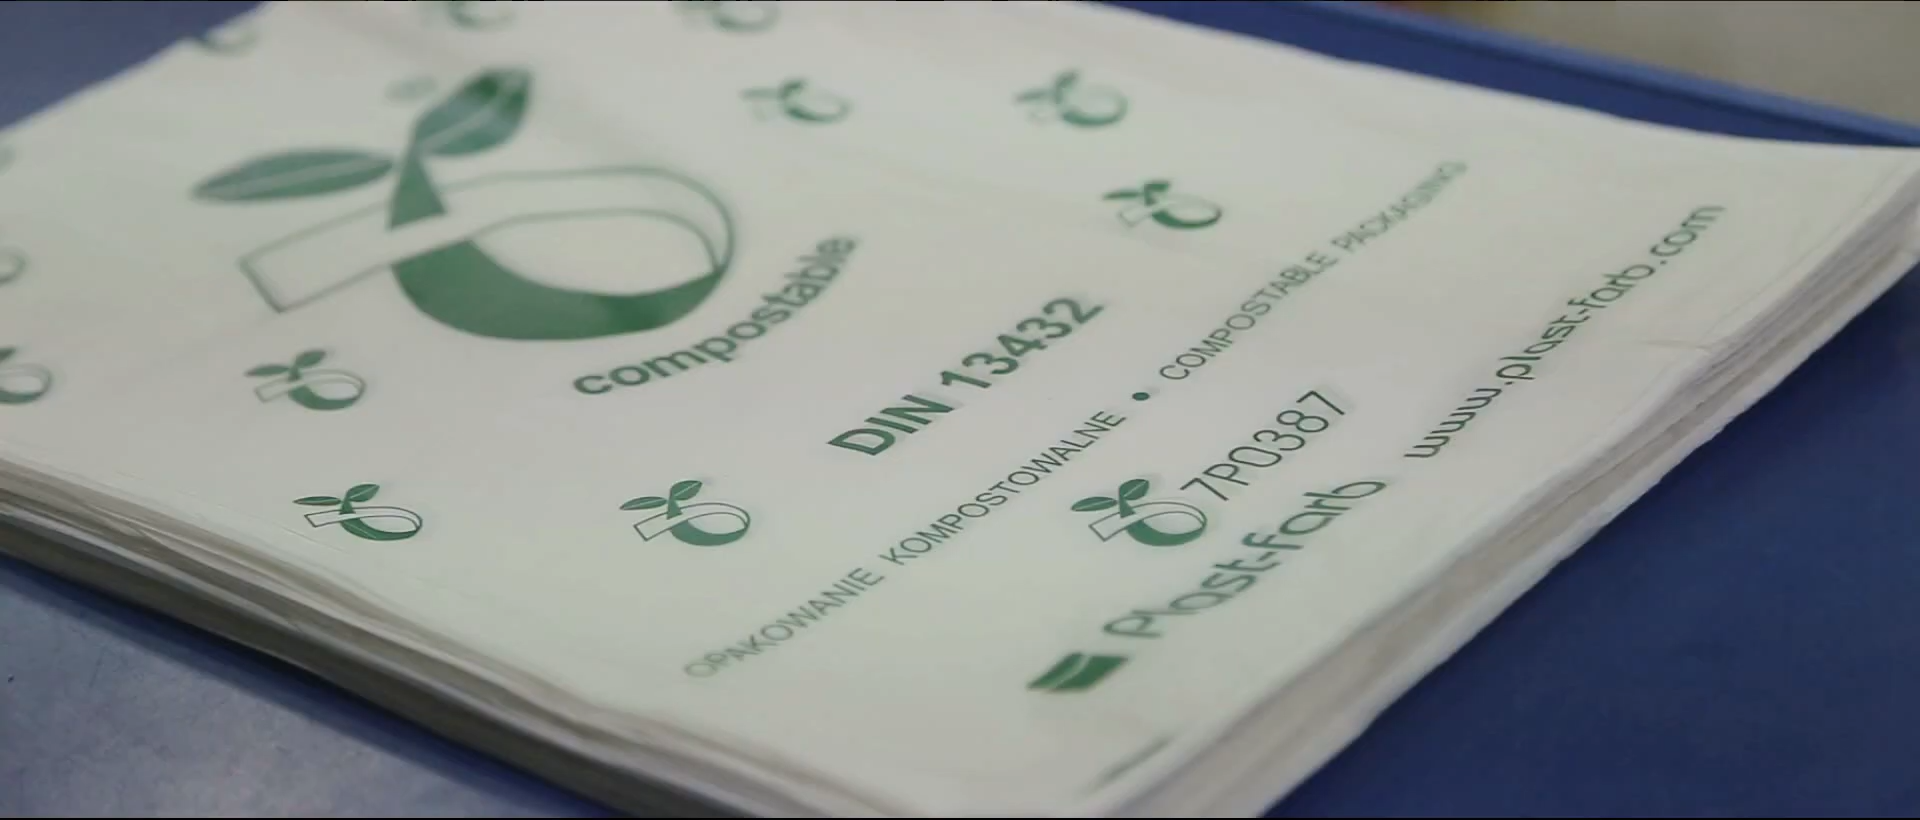 compostable
DIN 13432
OPAKOWANIE KOMPOSTOWALNE • COMPOSTABLE PACKAGING
7P0387
Plast-Farb www.plast-farb.com